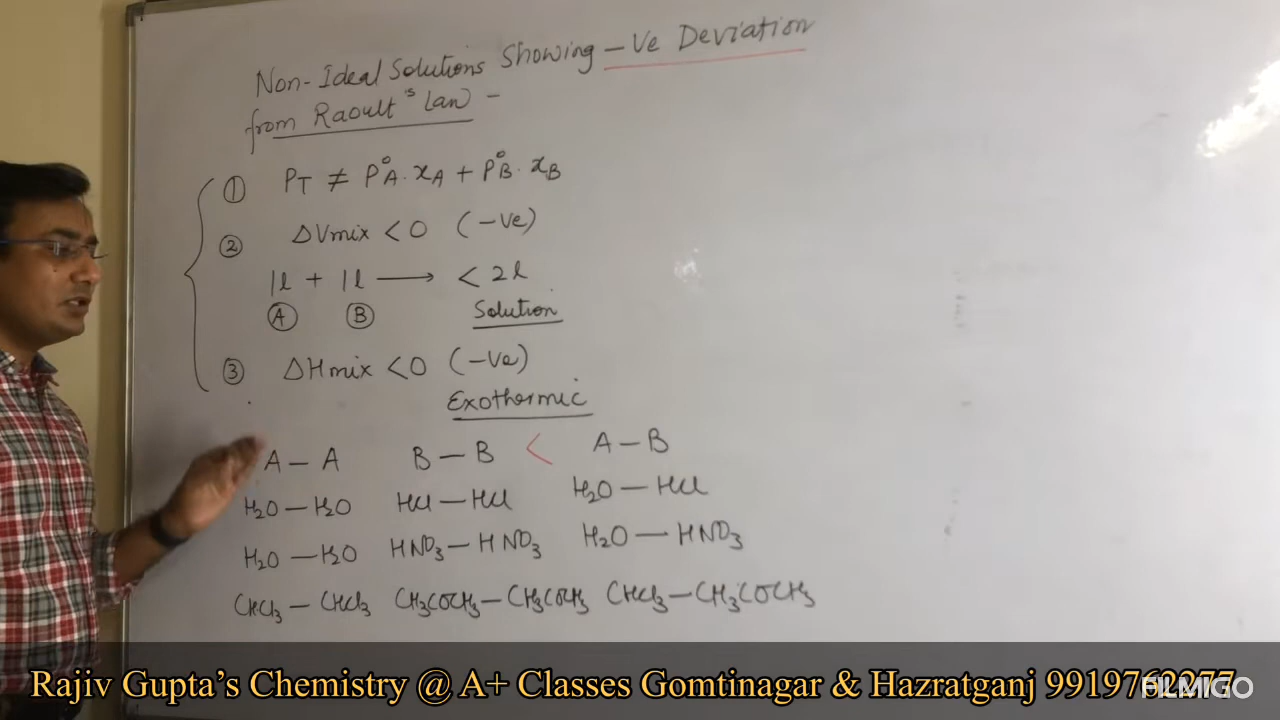 Non-Ideal Solutions Showing -Ve Deviation
from Raoult's Law -
① PT ≠ P°A. xA + P°B. xB
② ΔVmix < 0 (-ve)
1l + 1l ⟶ < 2l
Ⓐ Ⓑ Solution
③ ΔHmix < 0 (-Ve)
Exothermic
A - A B - B < A - B
H2O - H2O HCl - HCl H2O - HCl
H2O - H2O HNO3 - HNO3 H2O - HNO3
CHCl3 - CHCl3 CH3COCH3 - CH3COCH3 CHCl3 - CH3COCH3
Rajiv Gupta's Chemistry @ A+ Classes Gomtinagar & Hazratganj 9919762277
FILMIGO